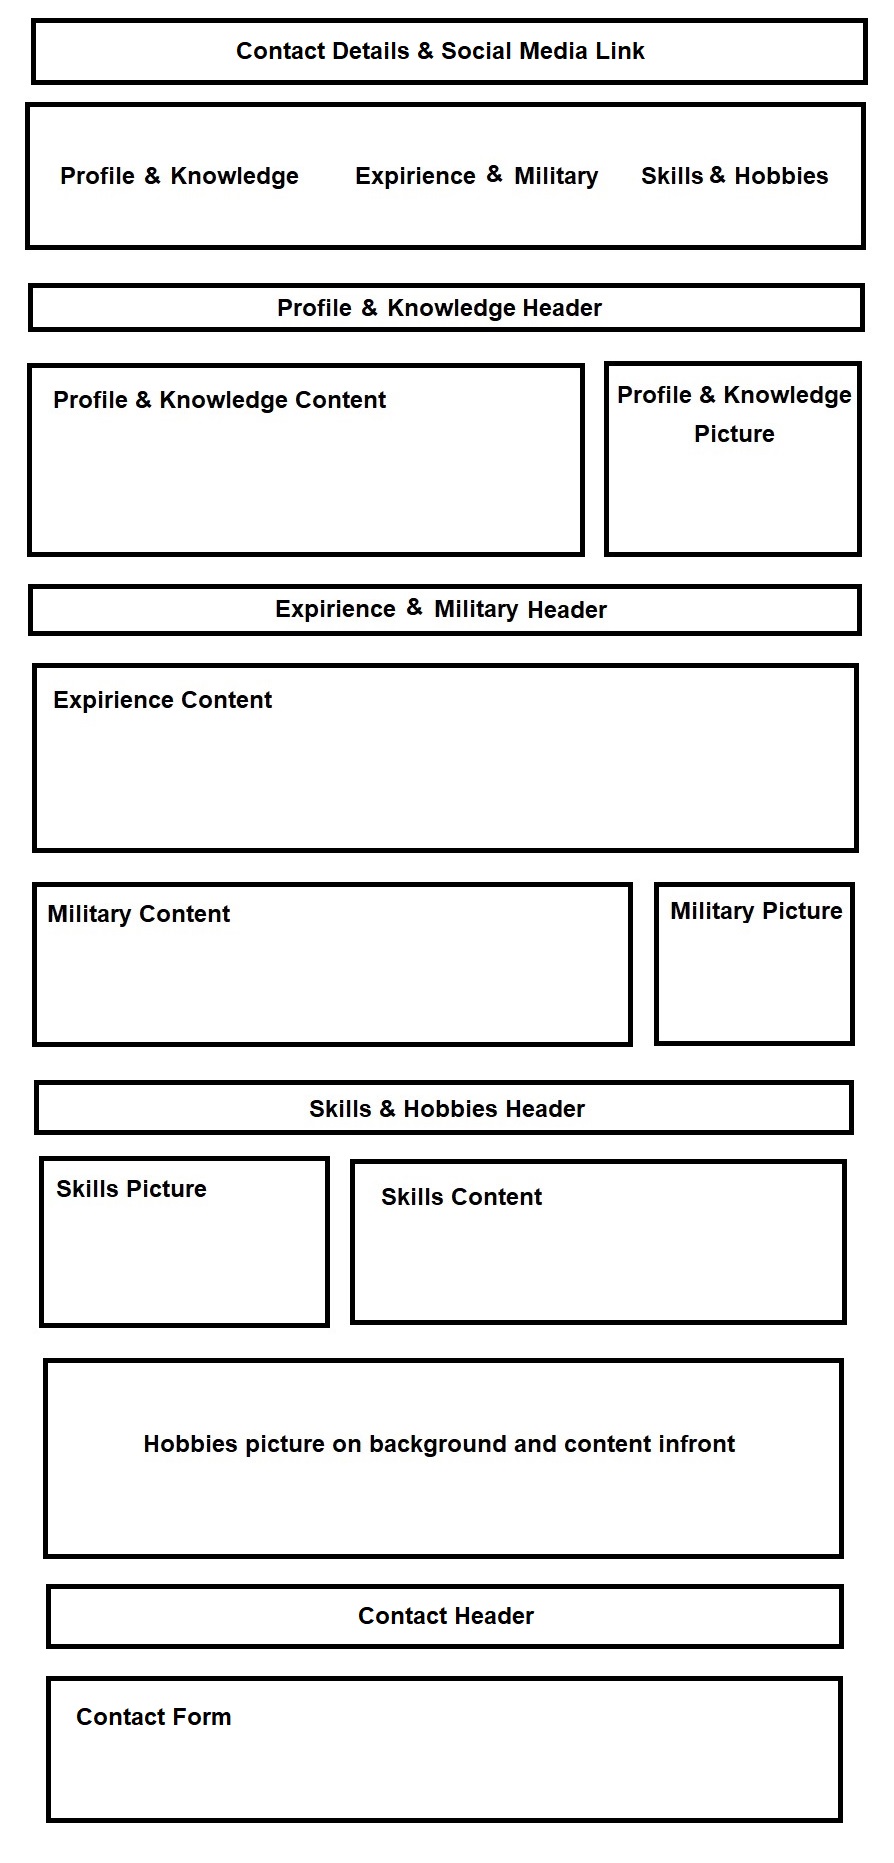 Contact Details & Social Media Link
Profile & Knowledge
Expirience & Military
Skills & Hobbies
Profile & Knowledge Header
Profile & Knowledge Content
Profile & Knowledge
Picture
Expirience & Military Header
Expirience Content
Military Content
Military Picture
Skills & Hobbies Header
Skills Picture
Skills Content
Hobbies picture on background and content infront
Contact Header
Contact Form